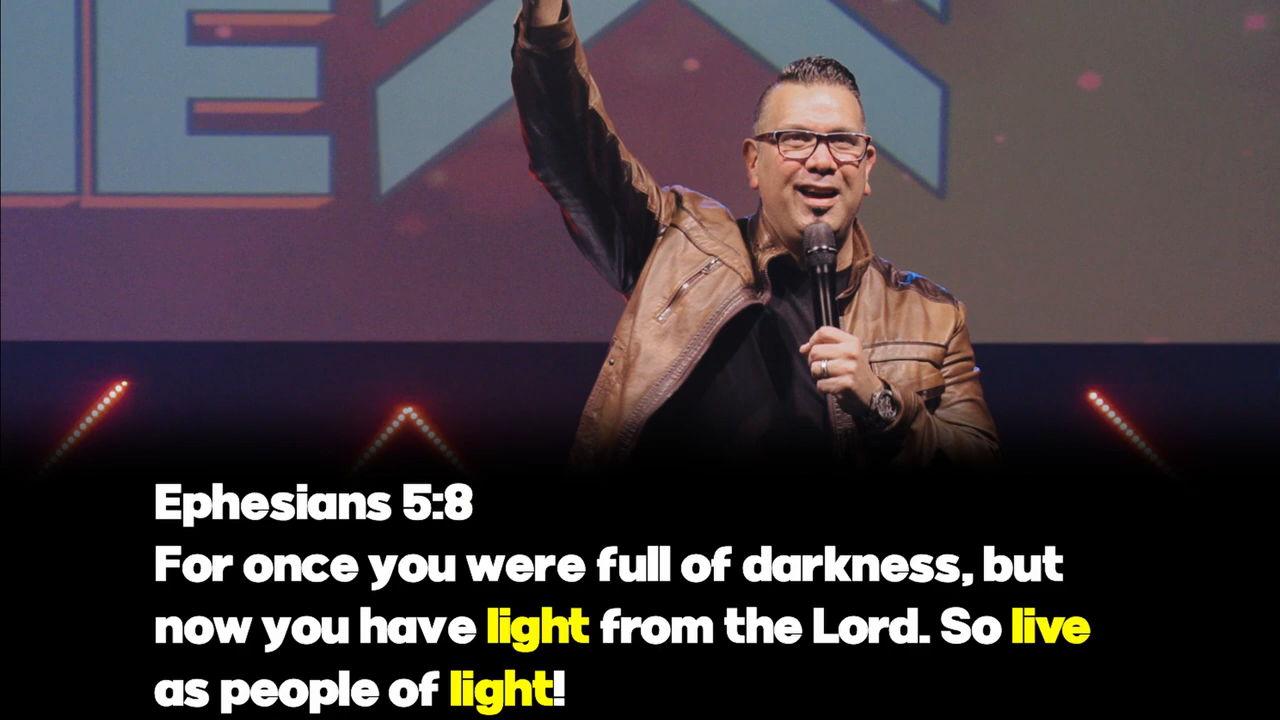 Ephesians 5:8
For once you were full of darkness, but
now you have light from the Lord. So live
as people of light!